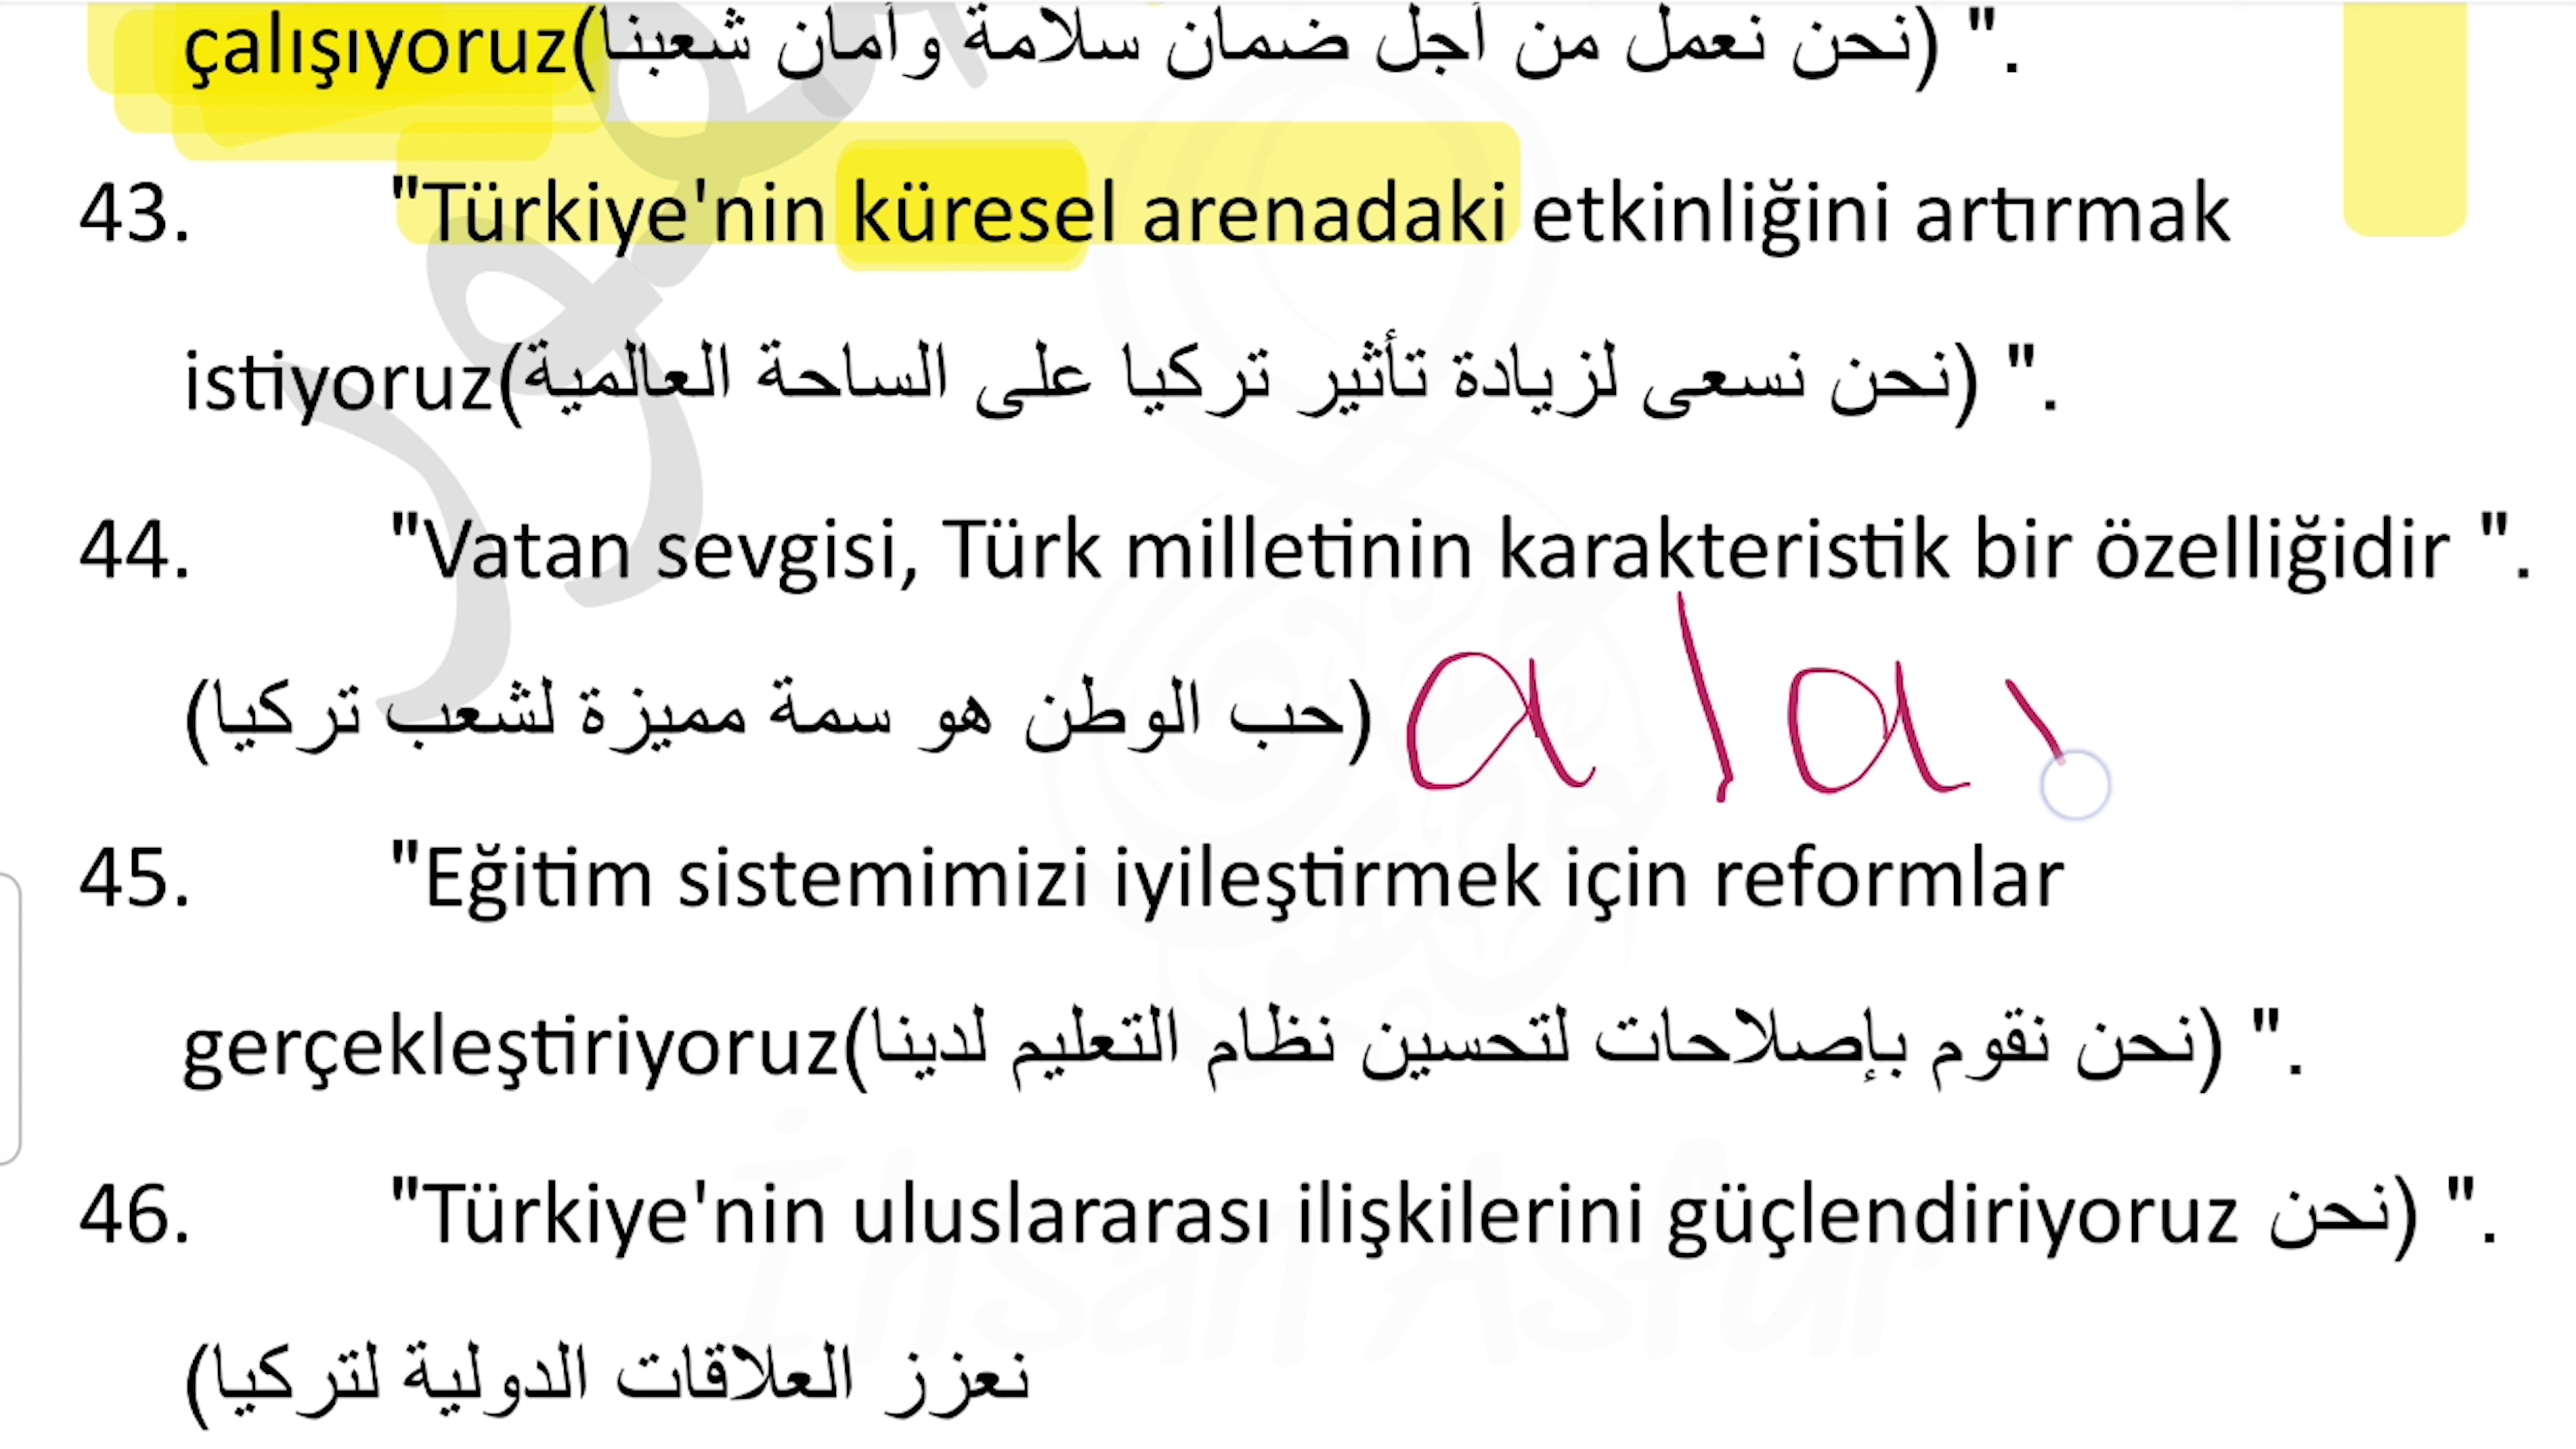 çalışıyoruz(نحن نعمل من أجل ضمان سلامة وأمان شعبنا) ".
43. "Türkiye'nin küresel arenadaki etkinliğini artırmak
istiyoruz(نحن نسعى لزيادة تأثير تركيا على الساحة العالمية) ".
44. "Vatan sevgisi, Türk milletinin karakteristik bir özelliğidir ".
(حب الوطن هو سمة مميزة لشعب تركيا) ala
45. "Eğitim sistemimizi iyileştirmek için reformlar
gerçekleştiriyoruz(نحن نقوم بإصلاحات لتحسين نظام التعليم لدينا) ".
46. "Türkiye'nin uluslararası ilişkilerini güçlendiriyoruz نحن) ".
نعزز العلاقات الدولية لتركيا)
İhsan Asfur